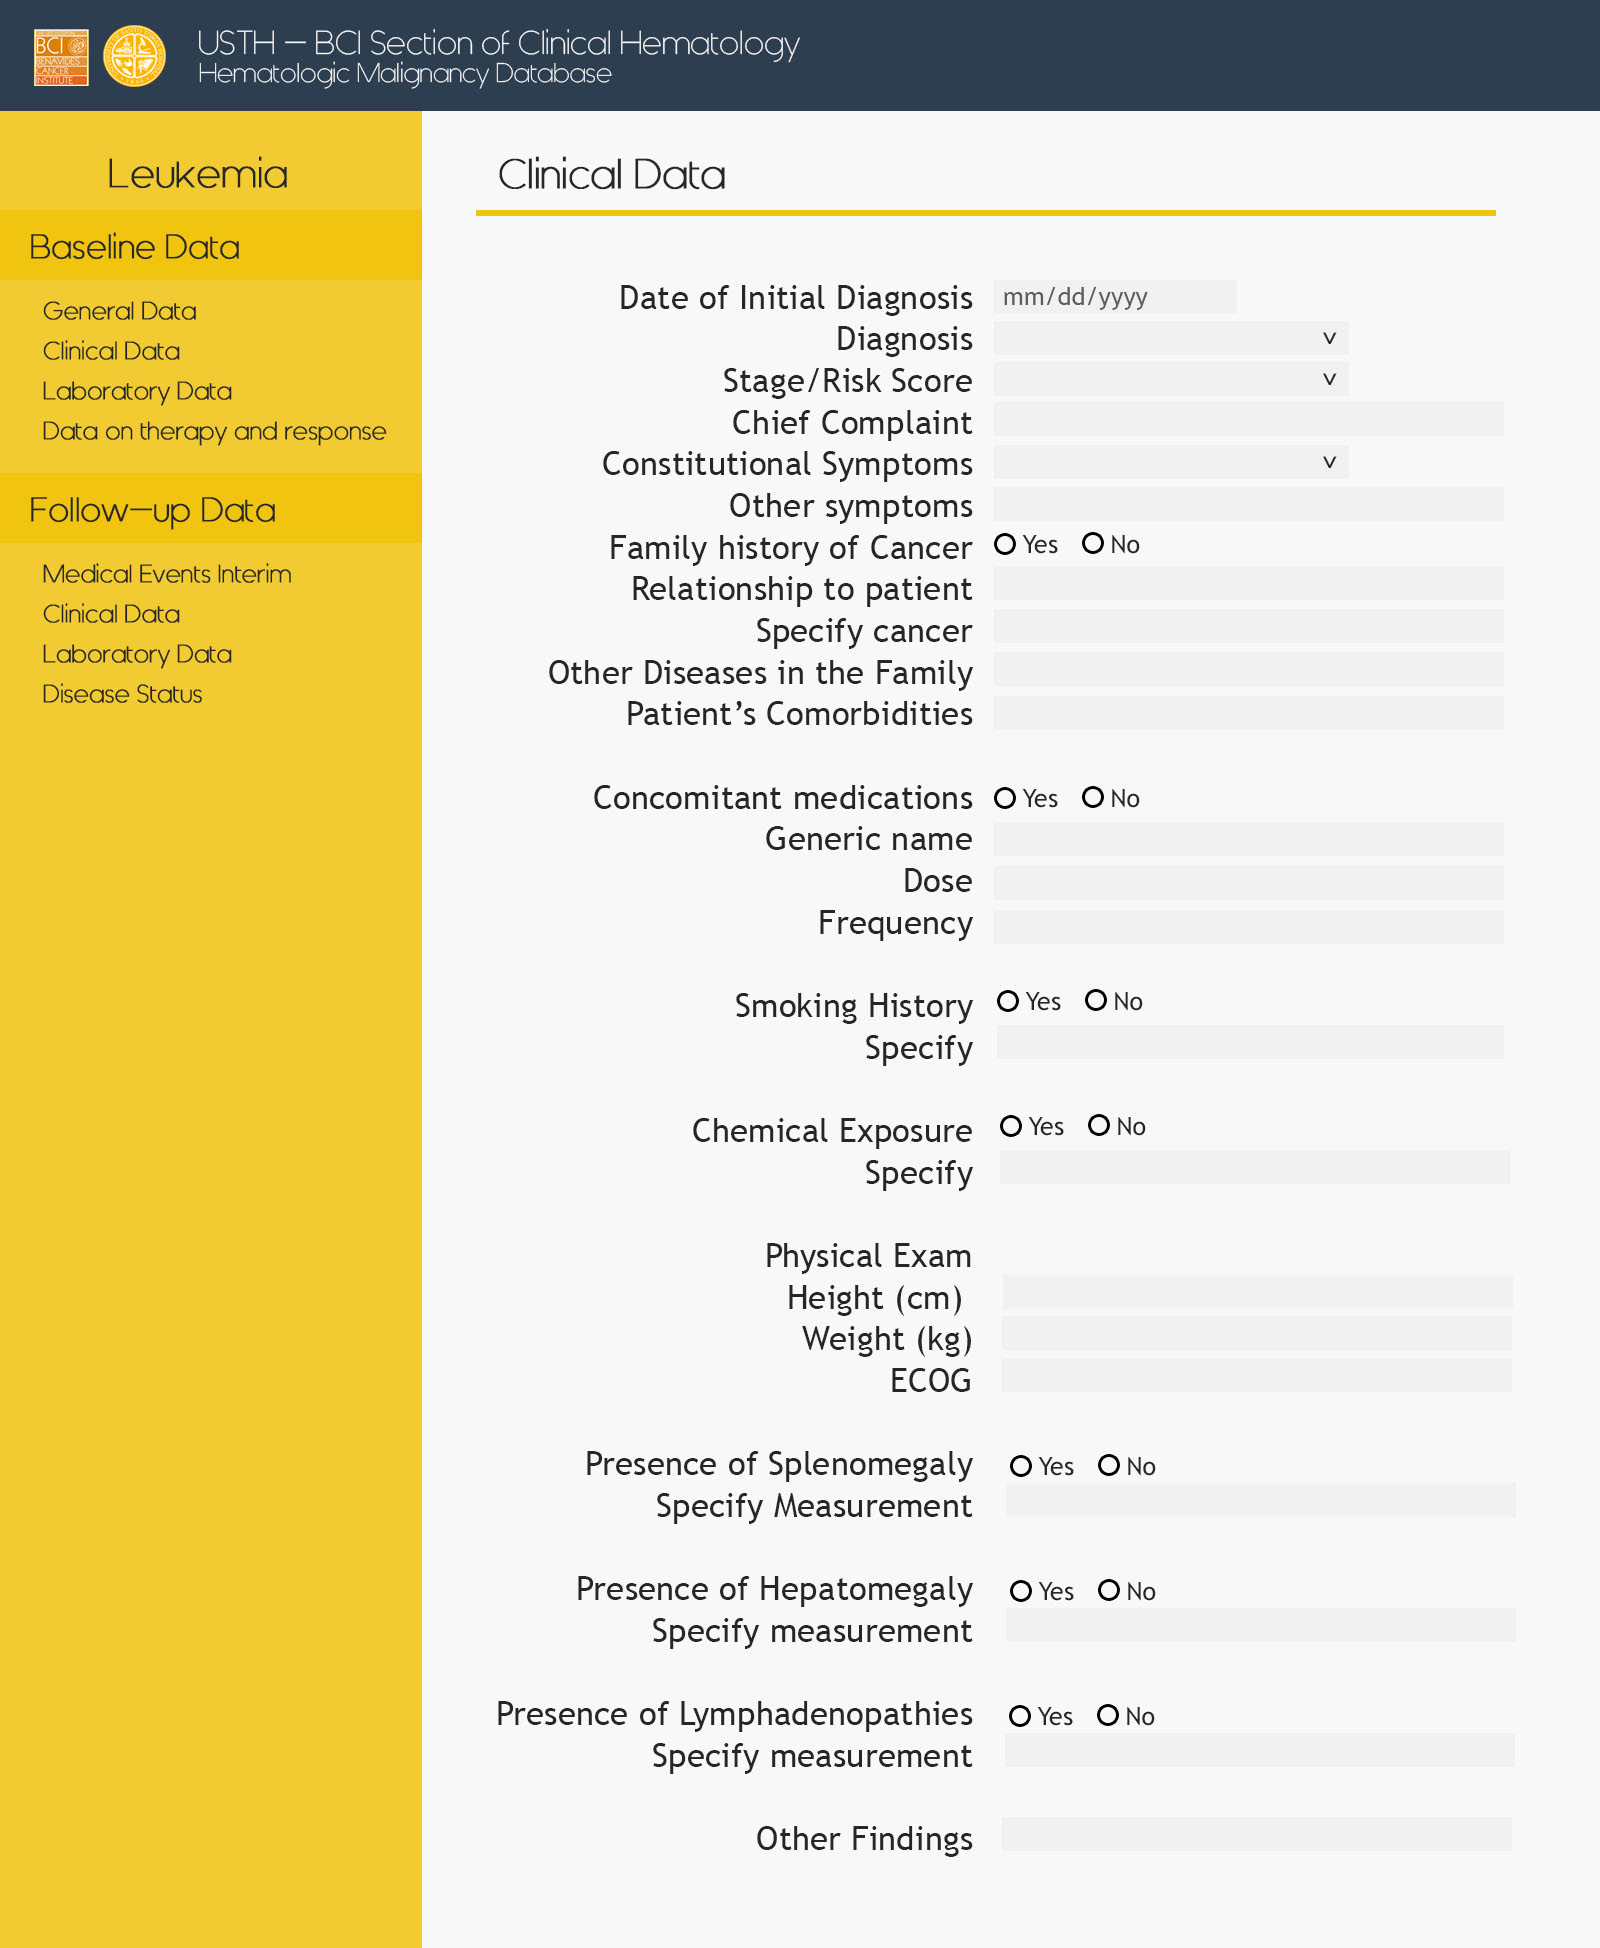 BCI
BENAVIDES
CANCER
INSTITUTE
USTH – BCI Section of Clinical Hematology
Hematologic Malignancy Database
Leukemia
Baseline Data
General Data
Clinical Data
Laboratory Data
Data on therapy and response
Follow-up Data
Medical Events Interim
Clinical Data
Laboratory Data
Disease Status
Clinical Data
Date of Initial Diagnosis mm/dd/yyyy
Diagnosis
Stage/Risk Score
Chief Complaint
Constitutional Symptoms
Other symptoms
Family history of Cancer Yes No
Relationship to patient
Specify cancer
Other Diseases in the Family
Patient’s Comorbidities
Concomitant medications Yes No
Generic name
Dose
Frequency
Smoking History Yes No
Specify
Chemical Exposure Yes No
Specify
Physical Exam
Height (cm)
Weight (kg)
ECOG
Presence of Splenomegaly Yes No
Specify Measurement
Presence of Hepatomegaly Yes No
Specify measurement
Presence of Lymphadenopathies Yes No
Specify measurement
Other Findings